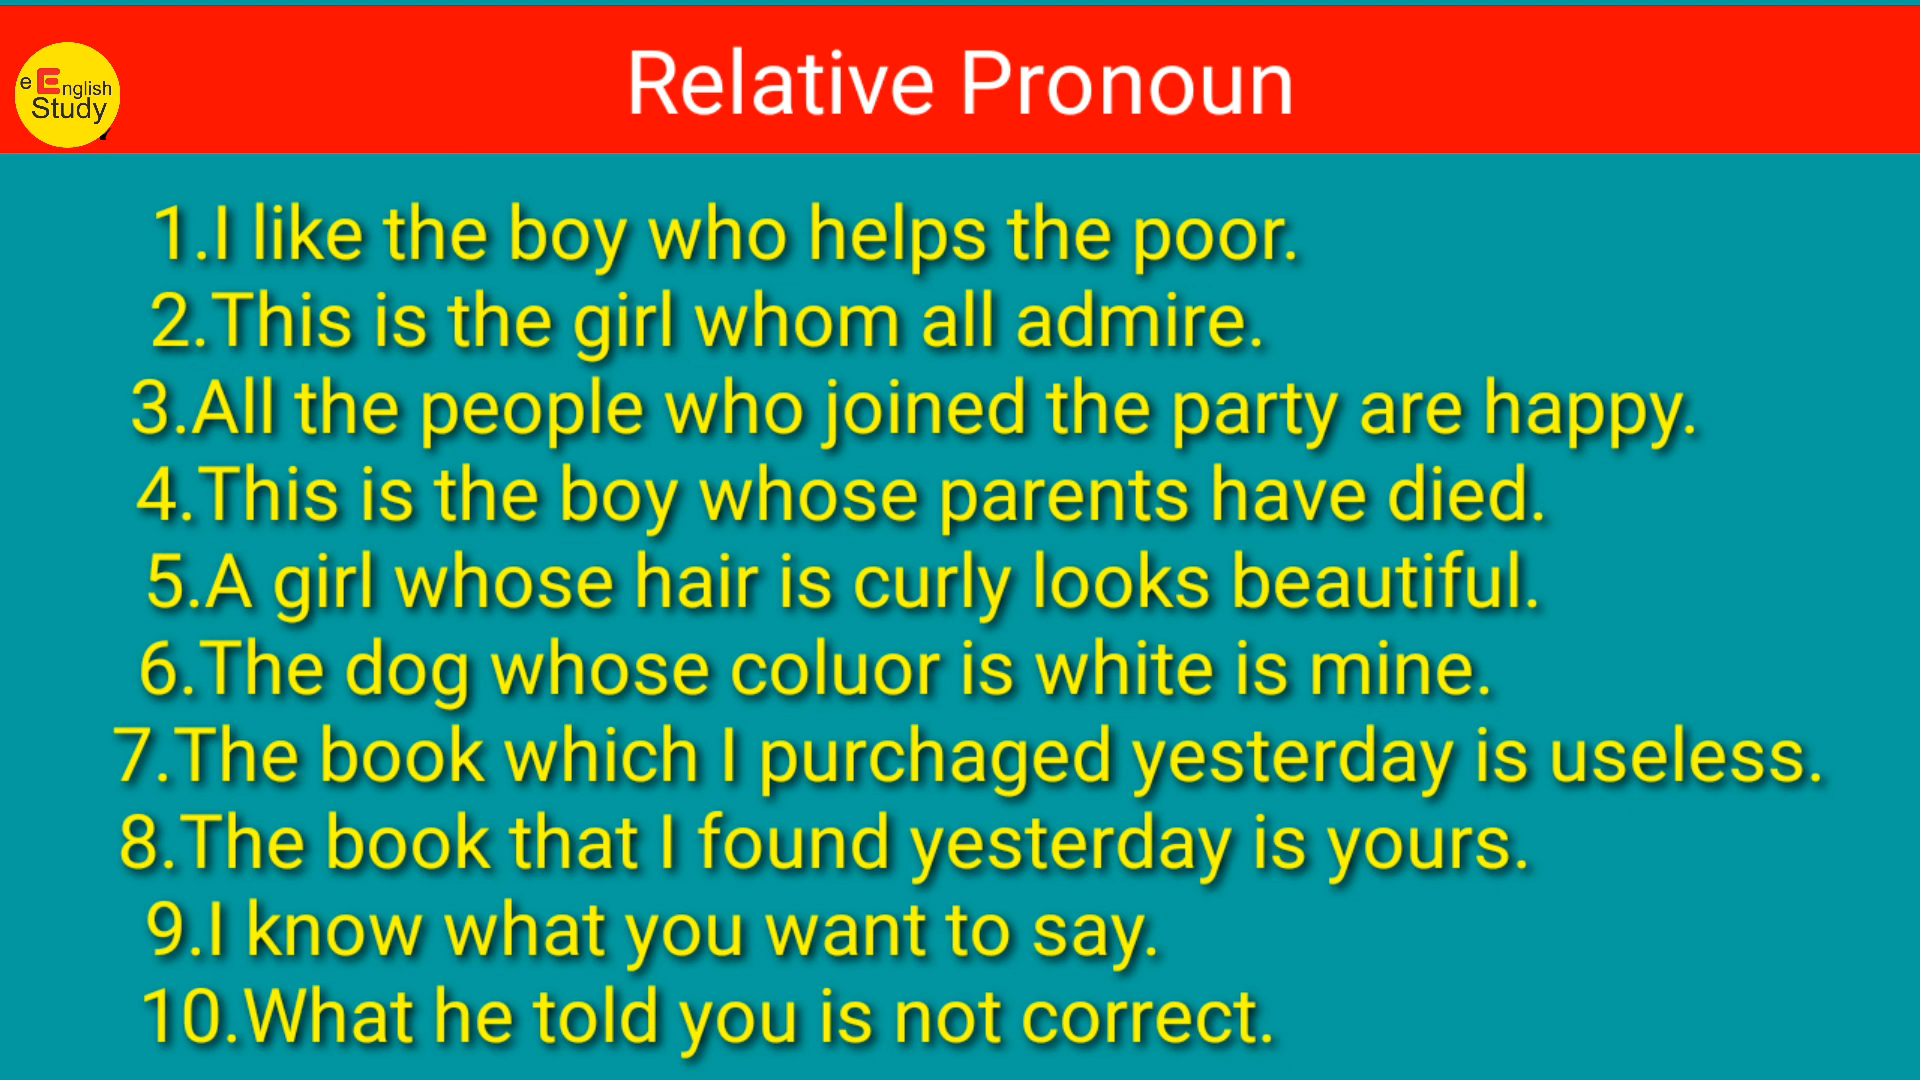 Relative Pronoun
e English
Study
1.I like the boy who helps the poor.
2.This is the girl whom all admire.
3.All the people who joined the party are happy.
4.This is the boy whose parents have died.
5.A girl whose hair is curly looks beautiful.
6.The dog whose coluor is white is mine.
7.The book which I purchaged yesterday is useless.
8.The book that I found yesterday is yours.
9.I know what you want to say.
10.What he told you is not correct.